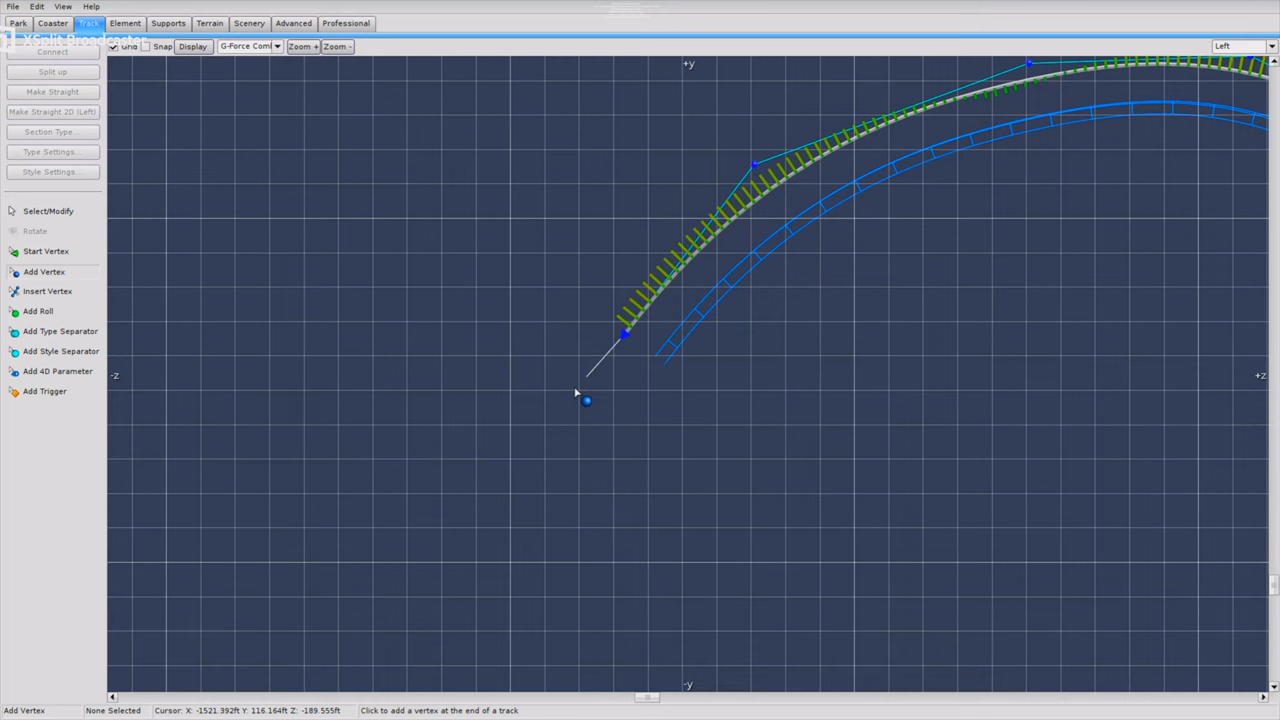 File Edit View Help
Park Coaster Track Element Supports Terrain Scenery Advanced Professional
XSplit Broadcaster
Grid Snap Display G-Force Coml Zoom + Zoom - Left
Connect
Split up
Make Straight
Make Straight 2D (Left)
Section Type...
Type Settings...
Style Settings...
Select/Modify
Rotate
Start Vertex
Add Vertex
Insert Vertex
Add Roll
Add Type Separator
Add Style Separator
Add 4D Parameter
Add Trigger
+y
-z
+z
-y
Add Vertex None Selected Cursor: X: -1521.392ft Y: 116.164ft Z: -189.555ft Click to add a vertex at the end of a track